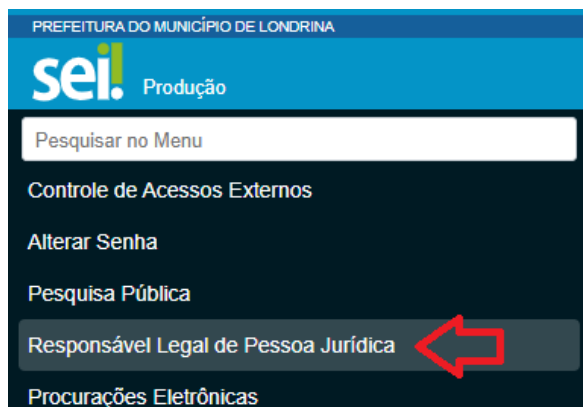 PREFEITURA DO MUNICÍPIO DE LONDRINA
sei! Produção
Pesquisar no Menu
Controle de Acessos Externos
Alterar Senha
Pesquisa Pública
Responsável Legal de Pessoa Jurídica
Procurações Eletrônicas